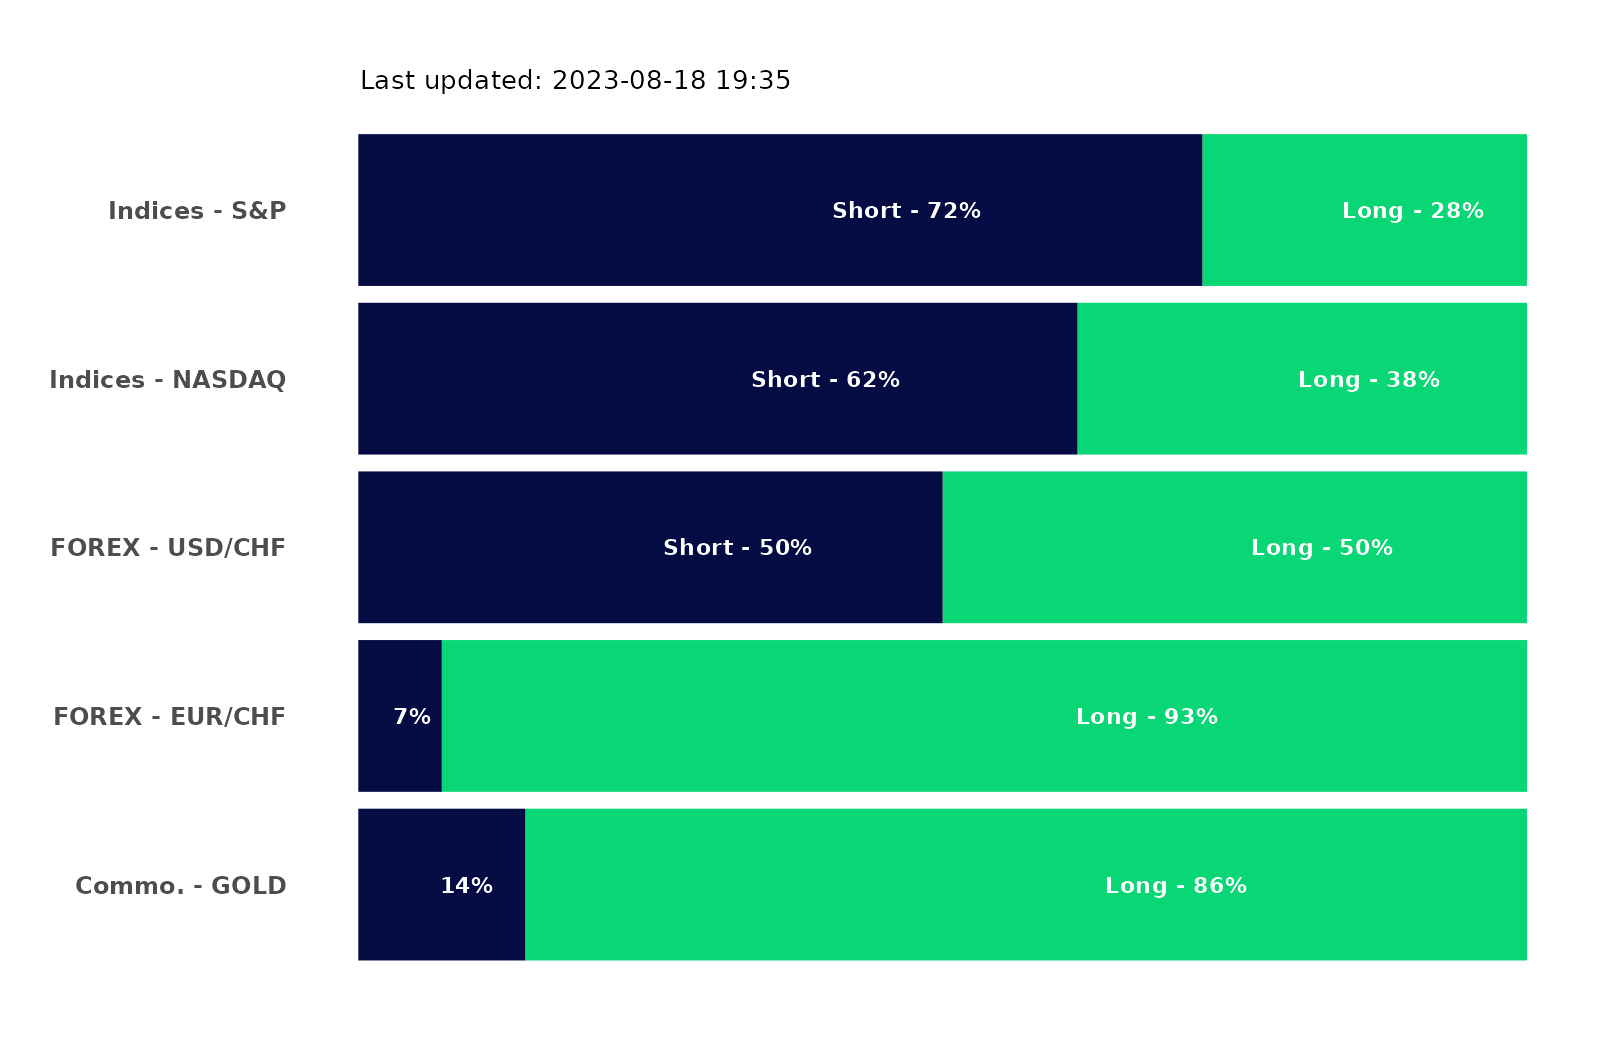 Last updated: 2023-08-18 19:35
Indices - S&P
Short - 72%
Long - 28%
Indices - NASDAQ
Short - 62%
Long - 38%
FOREX - USD/CHF
Short - 50%
Long - 50%
FOREX - EUR/CHF
7%
Long - 93%
Commo. - GOLD
14%
Long - 86%